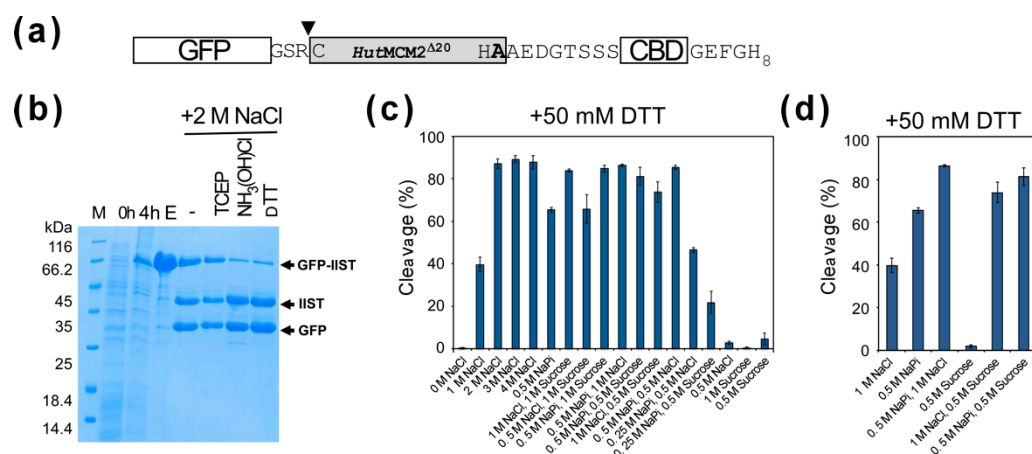 (a)
GFP GSR C HutMCM2Δ20 HAAEDGTSSS CBD GEFGH8
(b)
+2 M NaCl
M 0h 4h E - TCEP NH3(OH)Cl DTT
kDa
116
66.2
45
35
25
18.4
14.4
GFP-IIST
IIST
GFP
(c)
+50 mM DTT
Cleavage (%)
100
80
60
40
20
0
0 M NaCl
1 M NaCl
2 M NaCl
3 M NaCl
4 M NaCl
0.5 M NaPi
1 M NaCl, 1 M Sucrose
0. 5 M NaCl, 1 M Sucrose
0. 5 M NaPi, 1 M Sucrose
0. 5 M NaPi, 1 M NaCl
1 M NaCl, 0.5 M Sucrose
0. 5 M NaPi, 0.5 M Sucrose
0. 5 M NaPi, 0.5 M NaCl
0. 25 M NaPi, 0.5 M NaCl
0. 25 M NaPi, 0.5 M Sucrose
0.5 M NaCl
1 M Sucrose
0.5 M Sucrose
(d)
+50 mM DTT
Cleavage (%)
100
80
60
40
20
0
1 M NaCl
0.5 M NaPi
0. 5 M NaPi, 1 M NaCl
0.5 M Sucrose
1 M NaCl, 0.5 M Sucrose
0. 5 M NaPi, 0.5 M Sucrose